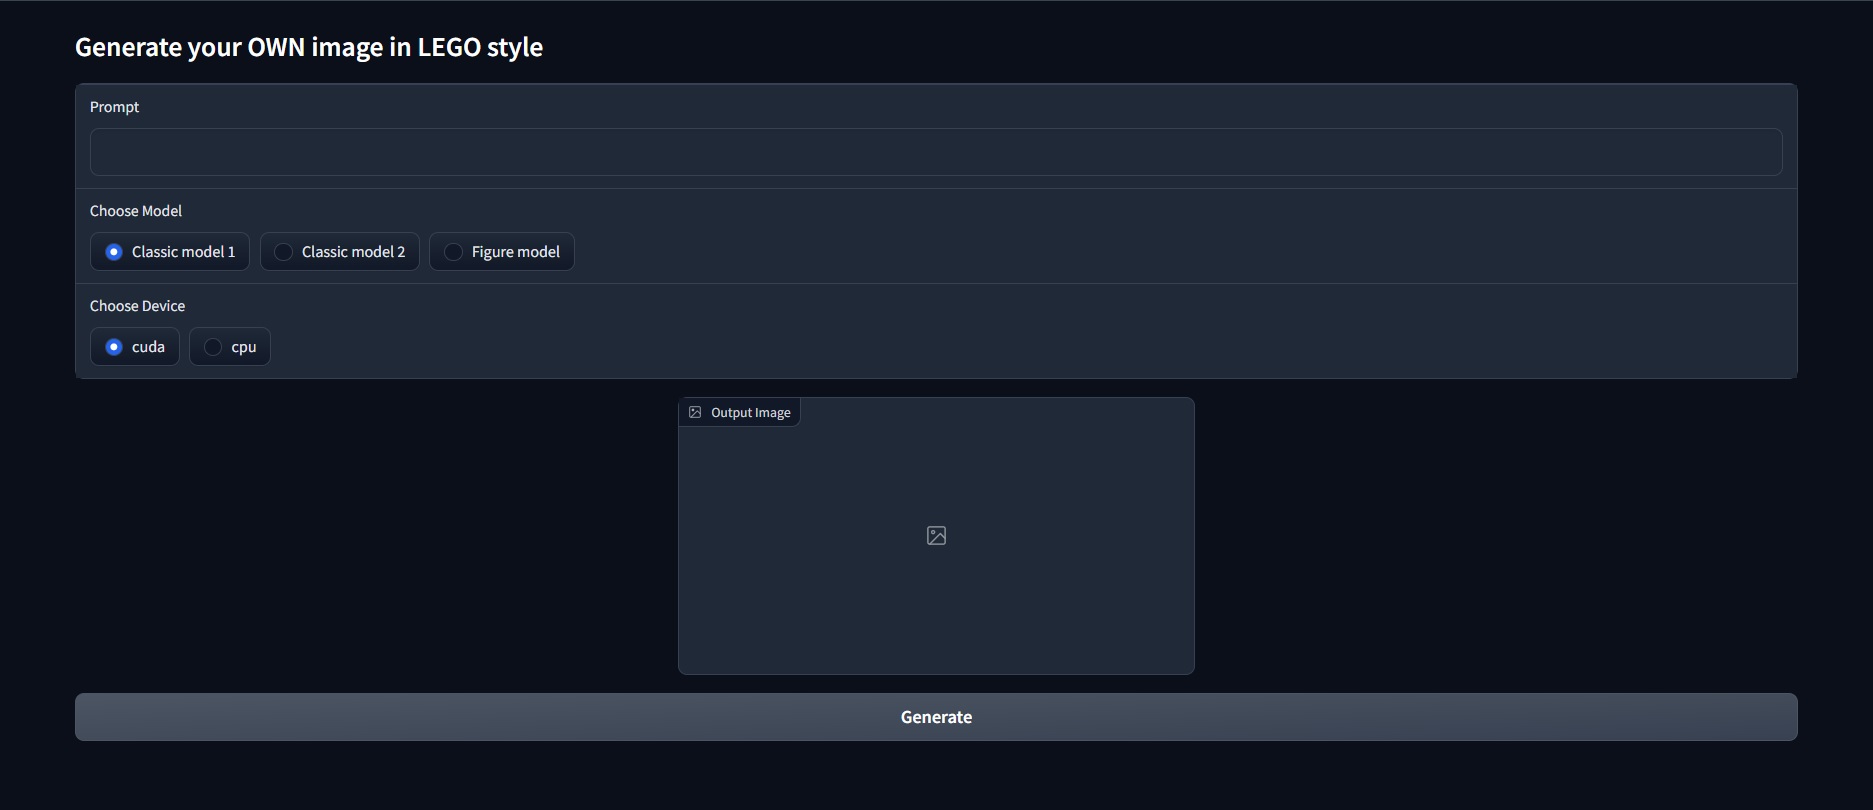 Generate your OWN image in LEGO style
Prompt
Choose Model
Classic model 1 Classic model 2 Figure model
Choose Device
cuda cpu
Output Image
Generate